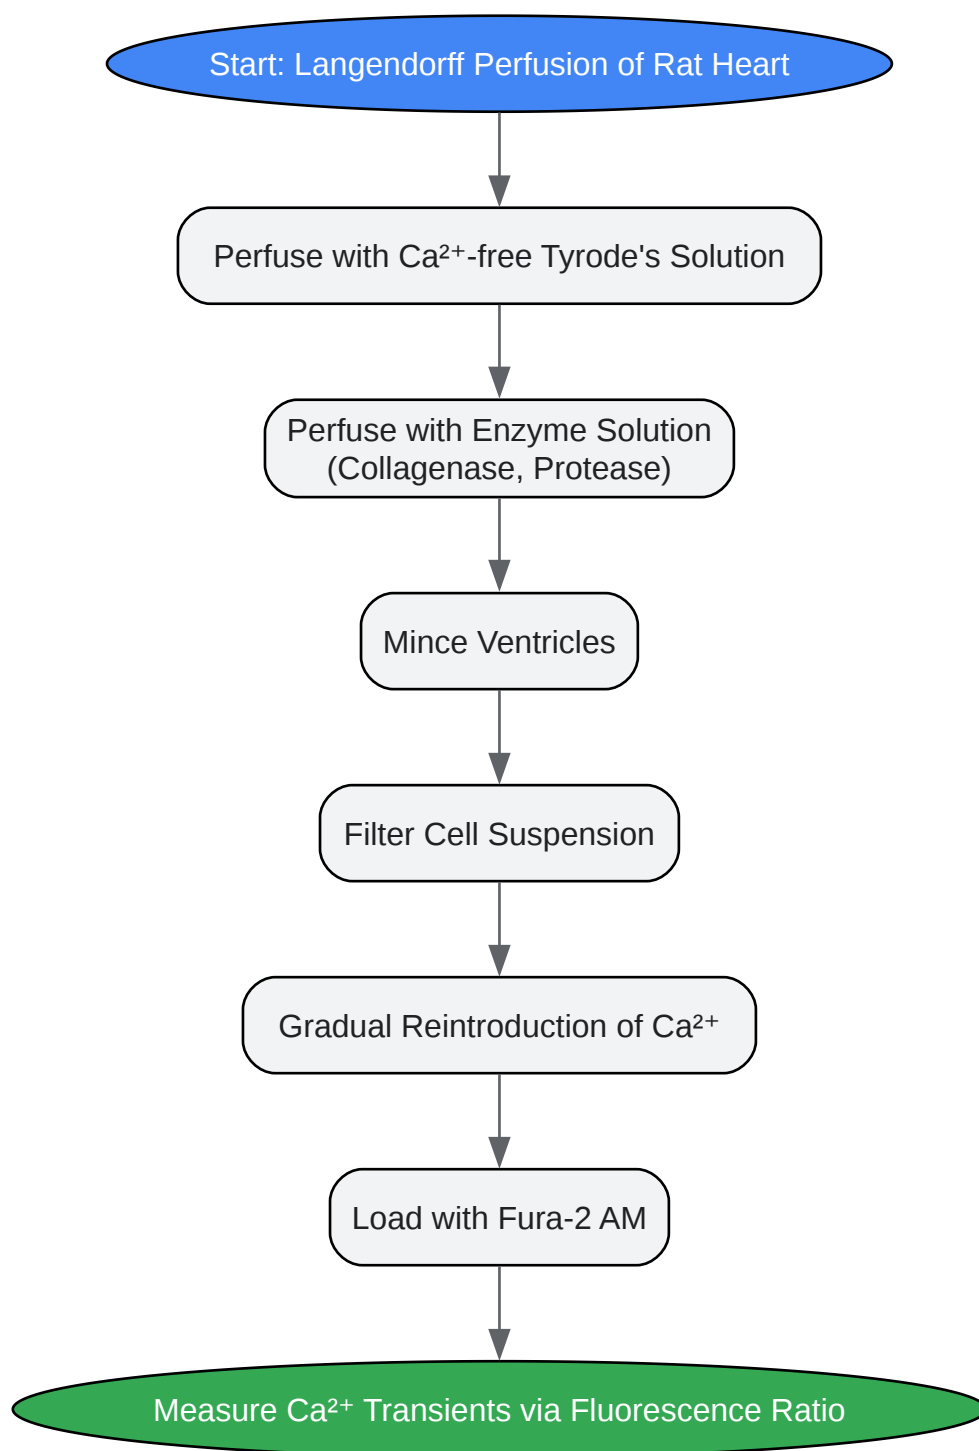 Start: Langendorff Perfusion of Rat Heart
Perfuse with Ca²⁺-free Tyrode's Solution
Perfuse with Enzyme Solution
(Collagenase, Protease)
Mince Ventricles
Filter Cell Suspension
Gradual Reintroduction of Ca²⁺
Load with Fura-2 AM
Measure Ca²⁺ Transients via Fluorescence Ratio